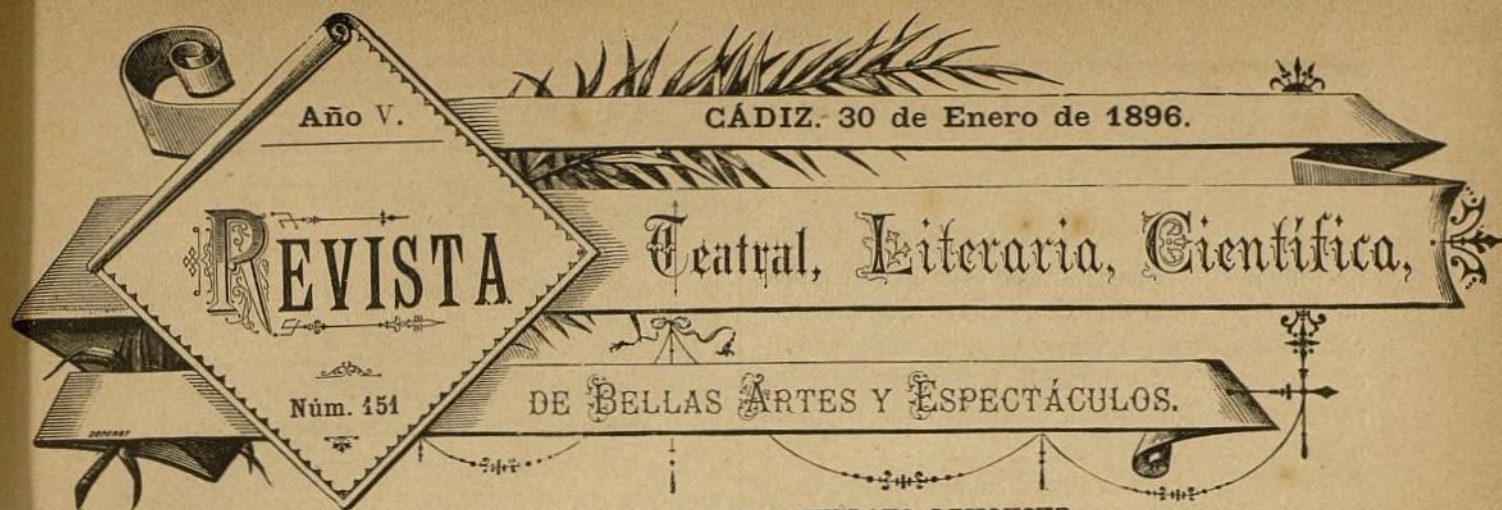 Año V.
CÁDIZ. 30 de Enero de 1896.
REVISTA
Teatral, Literaria, Científica,
Núm. 151
DE BELLAS ARTES Y ESPECTÁCULOS.